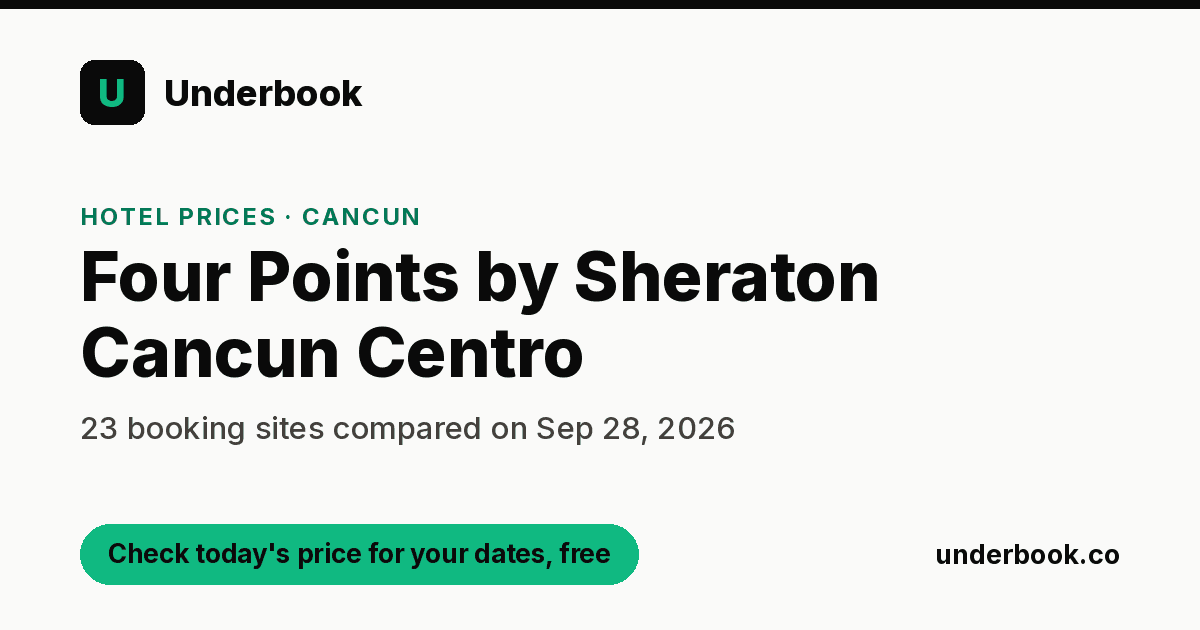 U Underbook
HOTEL PRICES · CANCUN
Four Points by Sheraton
Cancun Centro
23 booking sites compared on Sep 28, 2026
Check today's price for your dates, free
underbook.co